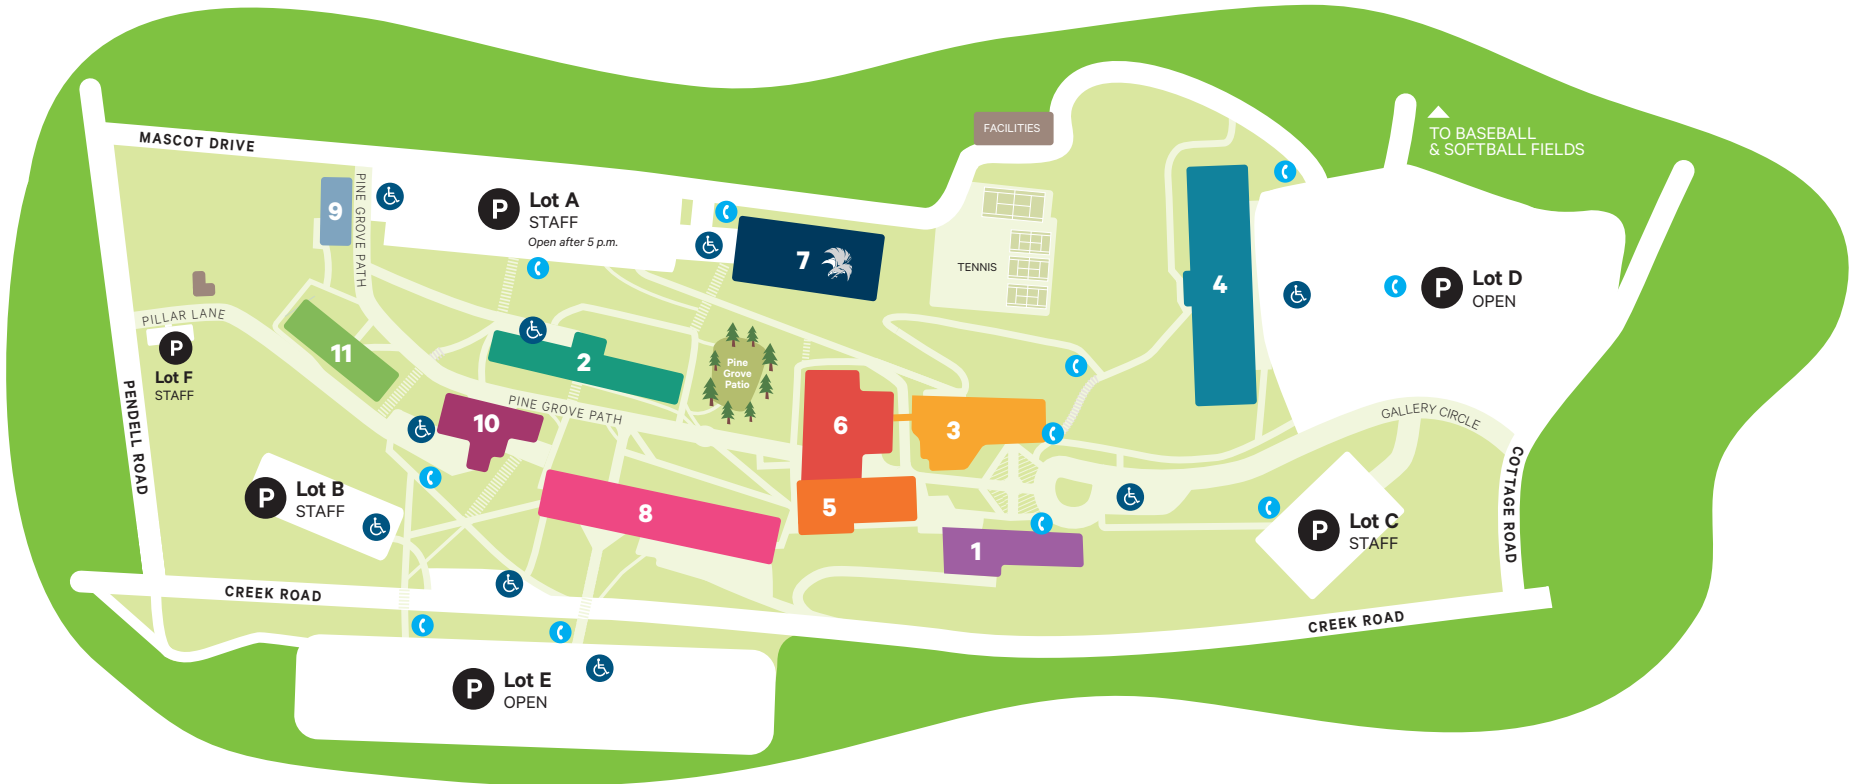 MASCOT DRIVE
FACILITIES
TO BASEBALL
& SOFTBALL FIELDS
9
PINE GROVE PATH
P
Lot A
STAFF
Open after 5 p.m.
7
TENNIS
4
P
Lot D
OPEN
PILLAR LANE
P
Lot F
STAFF
11
2
Pine
Grove
Patio
PENDELL ROAD
10
PINE GROVE PATH
6
3
GALLERY CIRCLE
COTTAGE ROAD
P
Lot B
STAFF
8
5
1
P
Lot C
STAFF
CREEK ROAD
CREEK ROAD
P
Lot E
OPEN